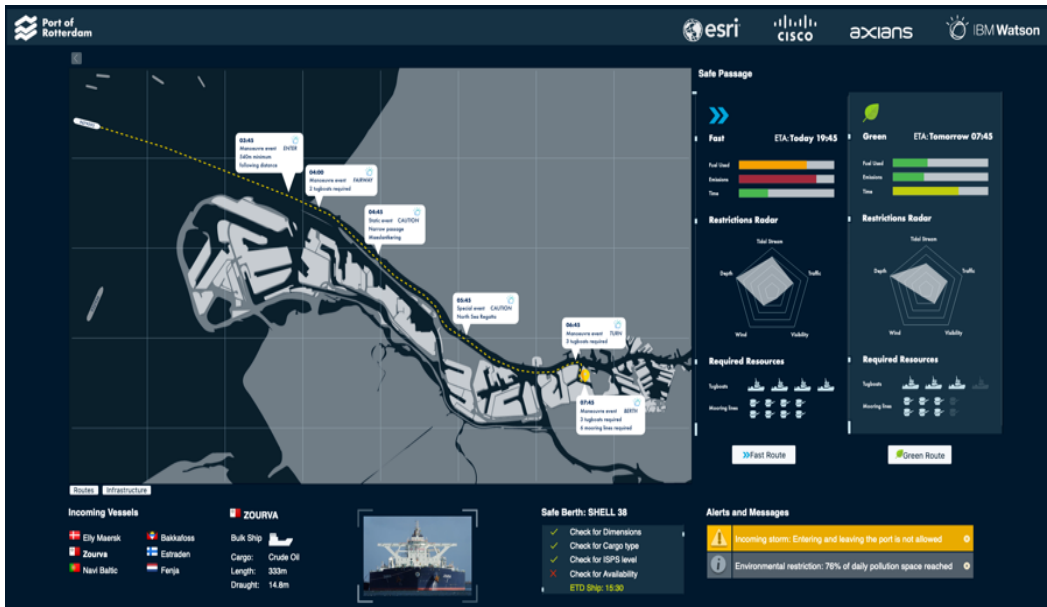 Port of
Rotterdam
esri
CISCO
axians
IBM Watson
03:45
Manoeuvre event ENTER
540m minimum
following distance
04:00
Manoeuvre event FAIRWAY
2 tugboats required
04:45
Static event CAUTION
Narrow passage
05:45
Special event CAUTION
North Sea Regatta
06:45
Manoeuvre event TURN
3 tugboats required
07:45
Manoeuvre event BERTH
3 tugboats required
6 mooring lines required
Safe Passage
Fast ETA: Today 19:45
Fuel Used
Emissions
Time
Restrictions Radar
Tidal Stream
Depth
Traffic
Wind
Visibility
Required Resources
Tugboats
Mooring lines
Fast Route
Green ETA: Tomorrow 07:45
Fuel Used
Emissions
Time
Restrictions Radar
Tidal Stream
Depth
Traffic
Wind
Visibility
Required Resources
Tugboats
Mooring lines
Green Route
Routes Infrastructure
Incoming Vessels
Elly Maersk
Bakkafoss
Zourva
Estraden
Navi Baltic
Fenja
ZOURVA
Bulk Ship
Cargo: Crude Oil
Length: 333m
Draught: 14.8m
Safe Berth: SHELL 38
Check for Dimensions
Check for Cargo type
Check for ISPS level
Check for Availability
ETD Ship: 15:30
Alerts and Messages
Incoming storm: Entering and leaving the port is not allowed
Environmental restriction: 76% of daily pollution space reached